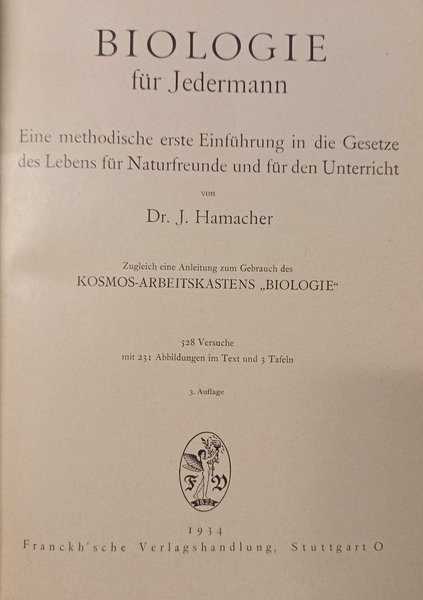 BIOLOGIE
für Jedermann
Eine methodische erste Einführung in die Gesetze
des Lebens für Naturfreunde und für den Unterricht
von
Dr. J. Hamacher
Zugleich eine Anleitung zum Gebrauch des
KOSMOS-ARBEITSKASTENS „BIOLOGIE“
528 Versuche
mit 231 Abbildungen im Text und 3 Tafeln
3. Auflage
F V
1822
1934
Franckh'sche Verlagshandlung, Stuttgart O